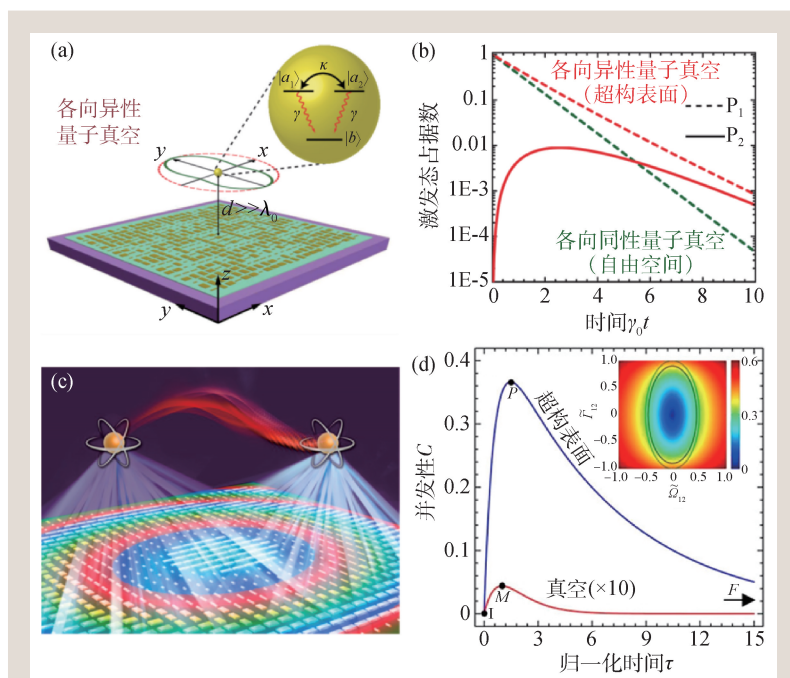 (a)
κ
|a₁⟩
|a₂⟩
γ
γ
|b⟩
各向异性
量子真空
y
x
d>>λ₀
z
y
x
(b)
激发态占据数
1
0.1
0.01
1E-3
1E-4
1E-5
各向异性量子真空
（超构表面）
P₁
P₂
各向同性量子真空
（自由空间）
0
2
4
6
8
10
时间γ₀t
(c)
(d)
并发性C
0.4
0.3
0.2
0.1
0
P
超构表面
真空(×10)
M
I
F
0
3
6
9
12
15
归一化时间τ
Γ̃₁₂
1.0
0.5
0
-0.5
-1.0
-1.0
0
1.0
Ω̃₁₂
0.6
0.3
0